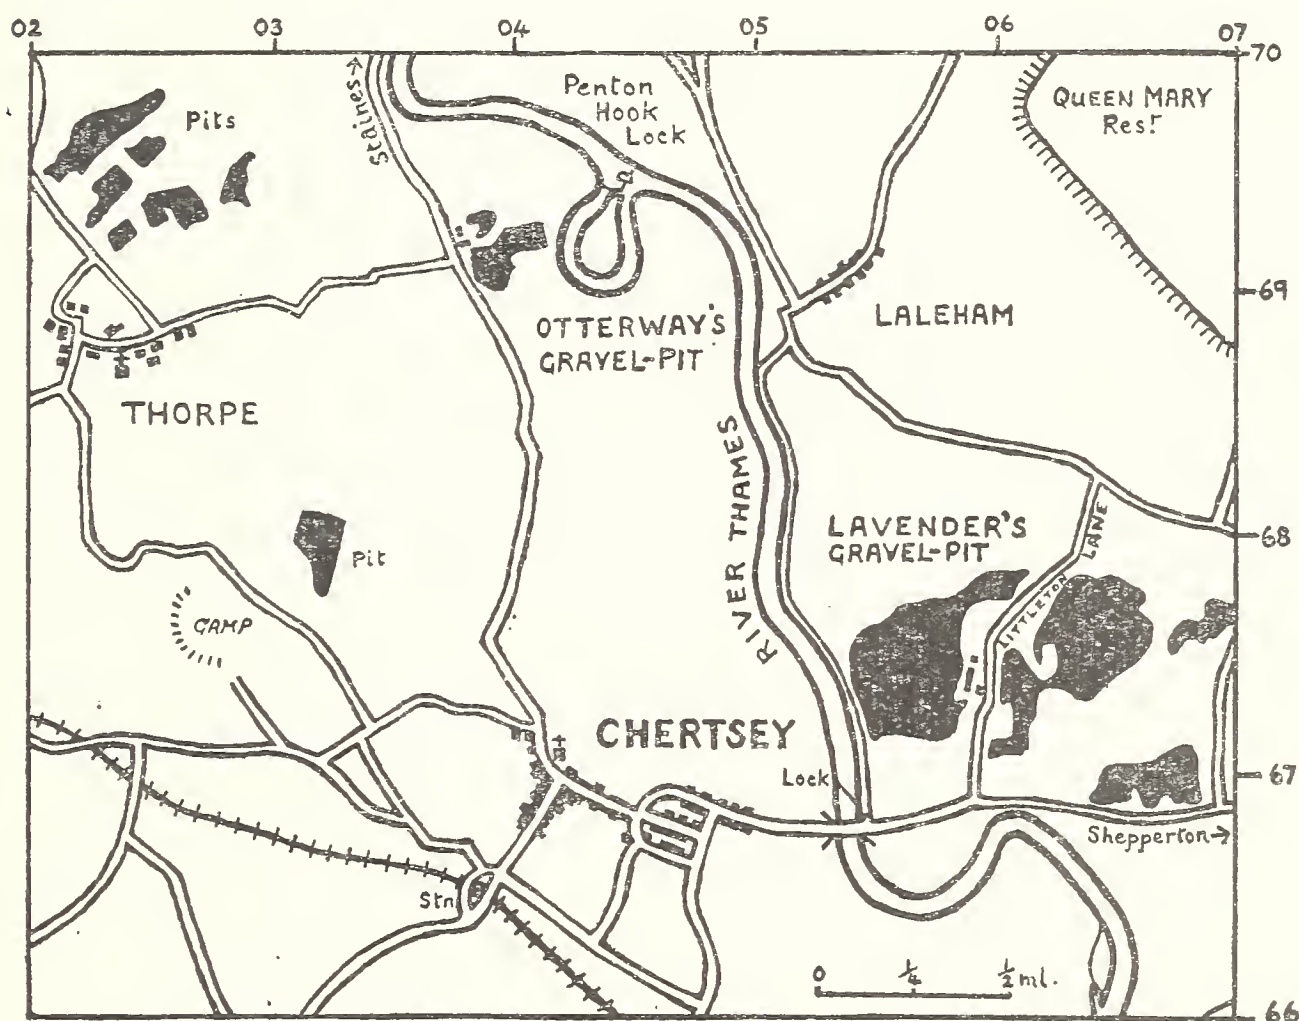 02 03 04 05 06 07
70
Staines→
Penton
Hook
Lock
QUEEN MARY
Resr
Pits
69
OTTERWAY'S
GRAVEL-PIT
LALEHAM
THORPE
RIVER THAMES
LAVENDER'S
GRAVEL-PIT
LITTLETON LANE
68
Pit
CAMP
CHERTSEY
Lock
67
Shepperton→
Stn
0 ¼ ½ ml.
66